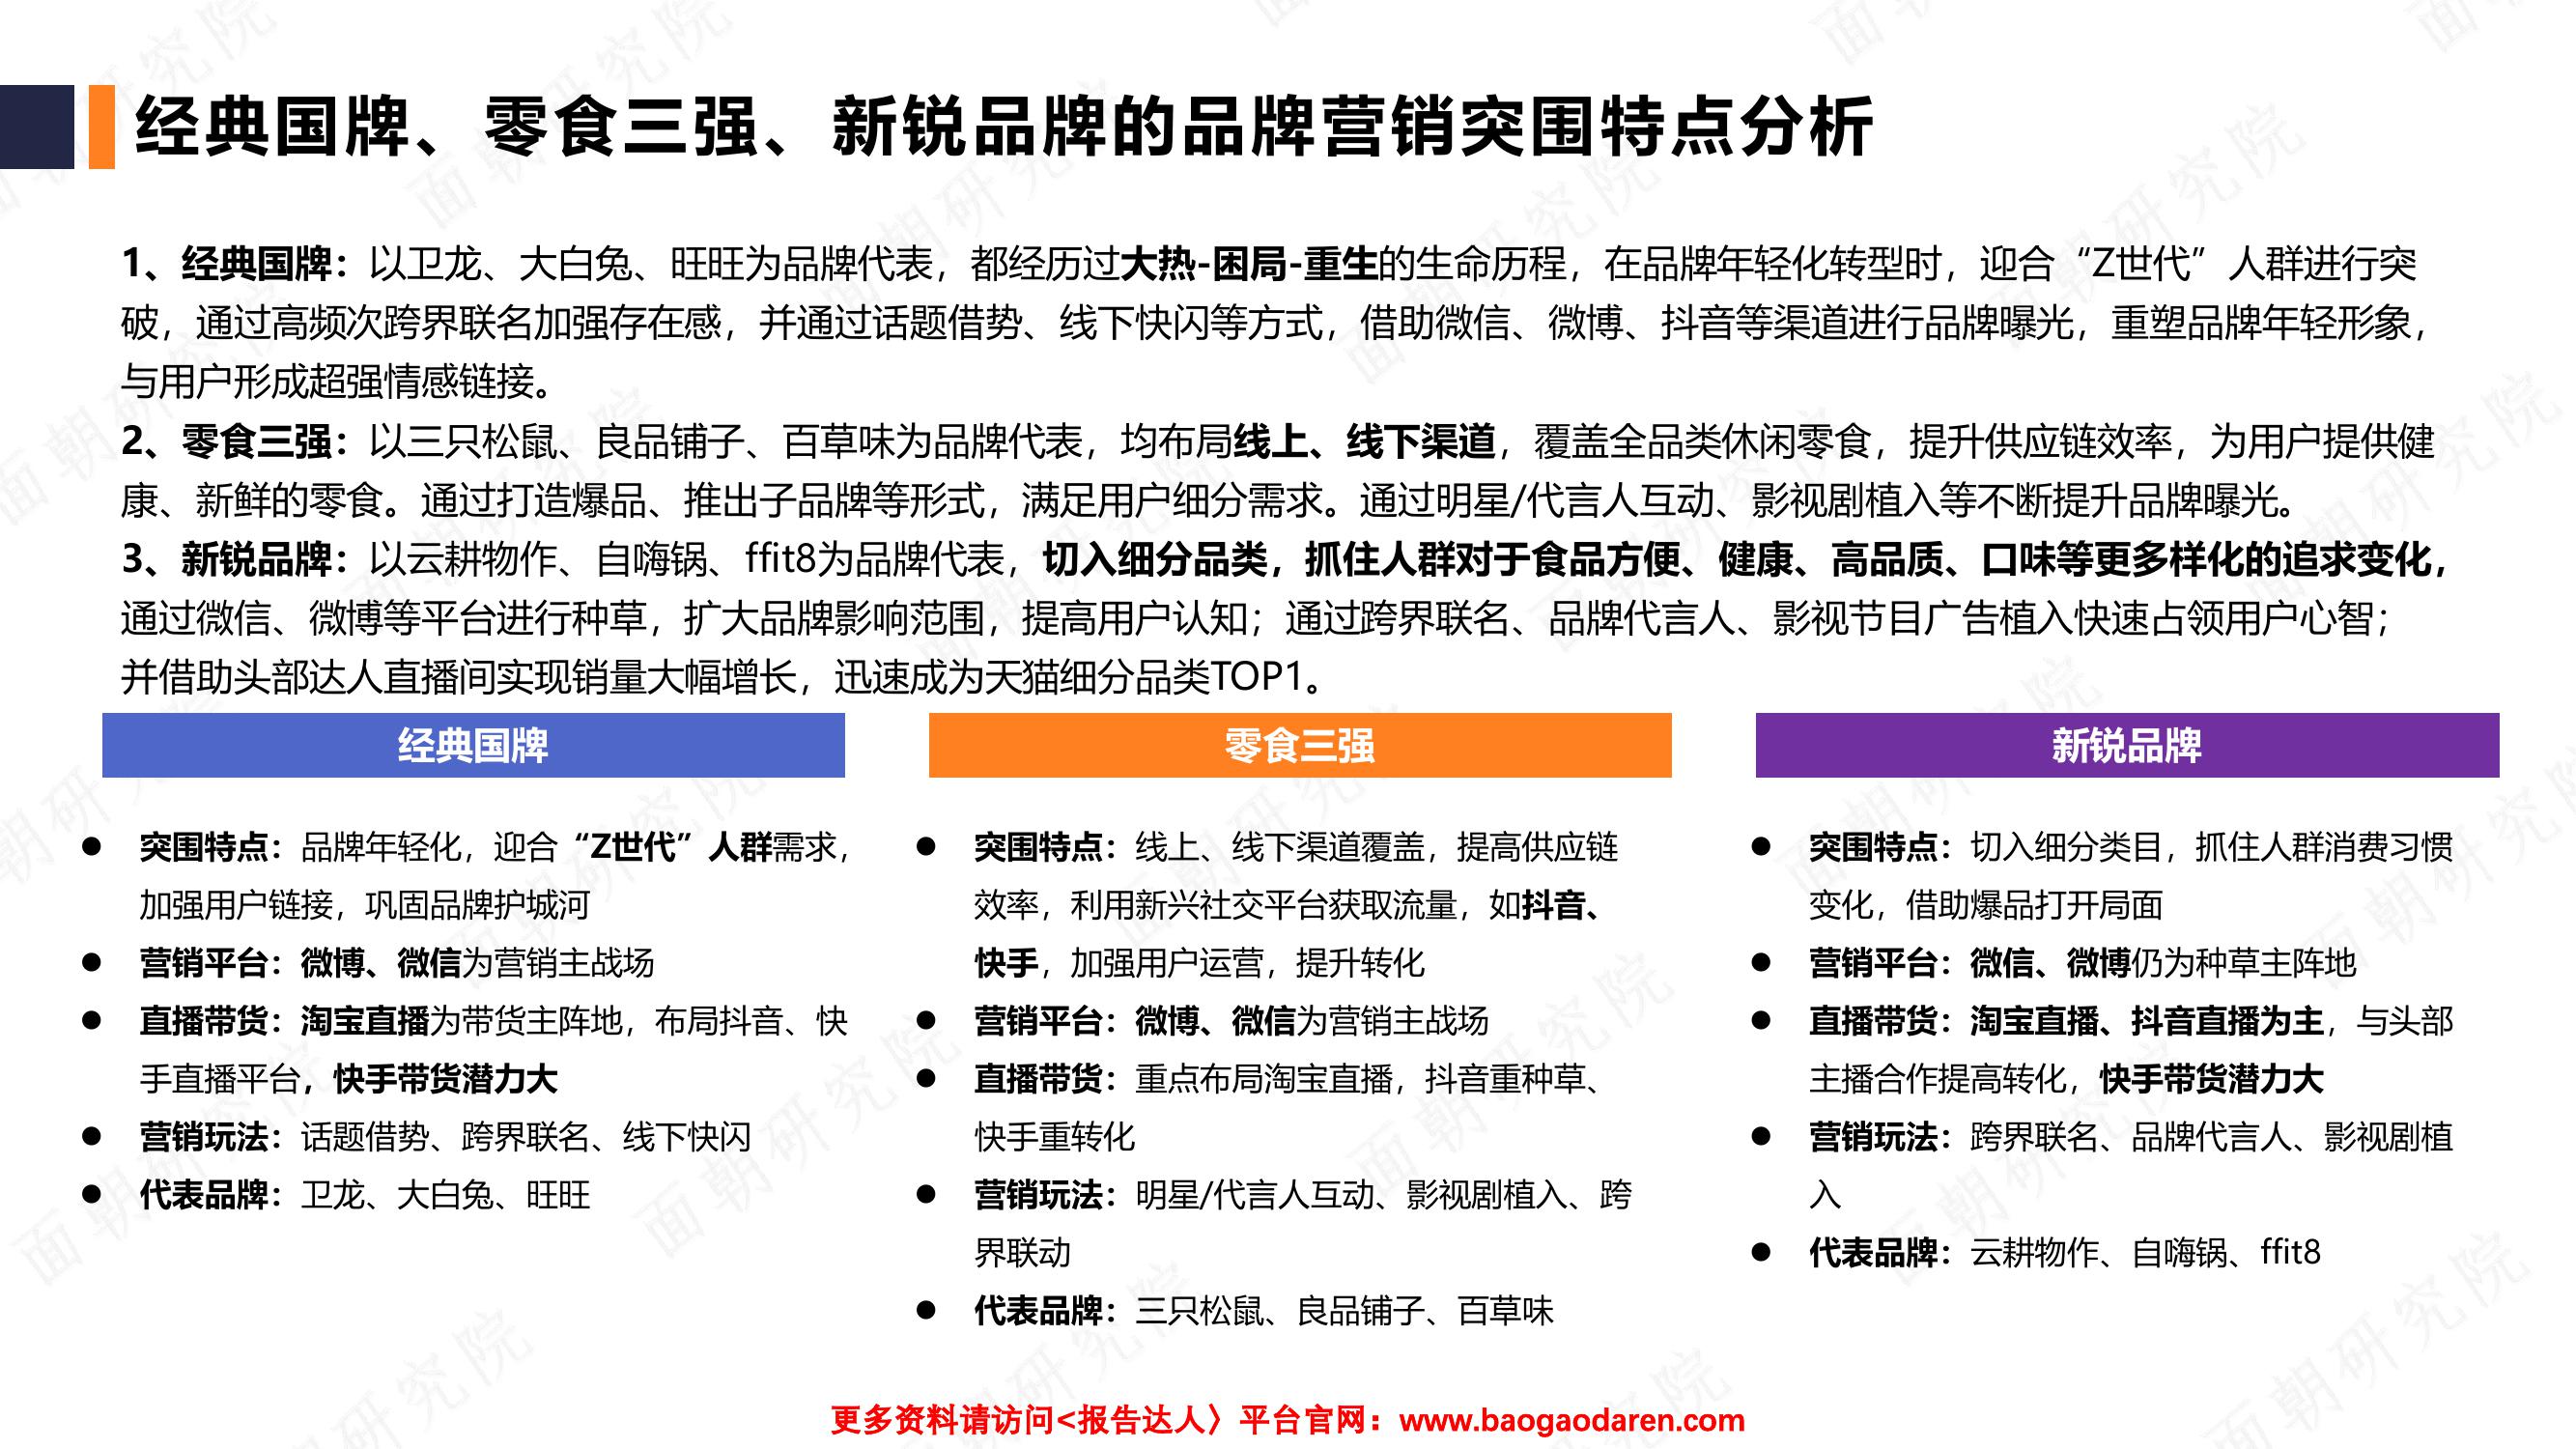 经典国牌、零食三强、新锐品牌的品牌营销突围特点分析
1、经典国牌：以卫龙、大白兔、旺旺为品牌代表，都经历过大热-困局-重生的生命历程，在品牌年轻化转型时，迎合“Z世代”人群进行突
破，通过高频次跨界联名加强存在感，并通过话题借势、线下快闪等方式，借助微信、微博、抖音等渠道进行品牌曝光，重塑品牌年轻形象，
与用户形成超强情感链接。
2、零食三强：以三只松鼠、良品铺子、百草味为品牌代表，均布局线上、线下渠道，覆盖全品类休闲零食，提升供应链效率，为用户提供健
康、新鲜的零食。通过打造爆品、推出子品牌等形式，满足用户细分需求。通过明星/代言人互动、影视剧植入等不断提升品牌曝光。
3、新锐品牌：以云耕物作、自嗨锅、ffit8为品牌代表，切入细分品类，抓住人群对于食品方便、健康、高品质、口味等更多样化的追求变化，
通过微信、微博等平台进行种草，扩大品牌影响范围，提高用户认知；通过跨界联名、品牌代言人、影视节目广告植入快速占领用户心智；
并借助头部达人直播间实现销量大幅增长，迅速成为天猫细分品类TOP1。
经典国牌
● 突围特点：品牌年轻化，迎合“Z世代”人群需求，
加强用户链接，巩固品牌护城河
● 营销平台：微博、微信为营销主战场
● 直播带货：淘宝直播为带货主阵地，布局抖音、快
手直播平台，快手带货潜力大
● 营销玩法：话题借势、跨界联名、线下快闪
● 代表品牌：卫龙、大白兔、旺旺
零食三强
● 突围特点：线上、线下渠道覆盖，提高供应链
效率，利用新兴社交平台获取流量，如抖音、
快手，加强用户运营，提升转化
● 营销平台：微博、微信为营销主战场
● 直播带货：重点布局淘宝直播，抖音重种草、
快手重转化
● 营销玩法：明星/代言人互动、影视剧植入、跨
界联动
● 代表品牌：三只松鼠、良品铺子、百草味
新锐品牌
● 突围特点：切入细分类目，抓住人群消费习惯
变化，借助爆品打开局面
● 营销平台：微信、微博仍为种草主阵地
● 直播带货：淘宝直播、抖音直播为主，与头部
主播合作提高转化，快手带货潜力大
● 营销玩法：跨界联名、品牌代言人、影视剧植
入
● 代表品牌：云耕物作、自嗨锅、ffit8
更多资料请访问<报告达人〉平台官网：www.baogaodaren.com
面朝研究院